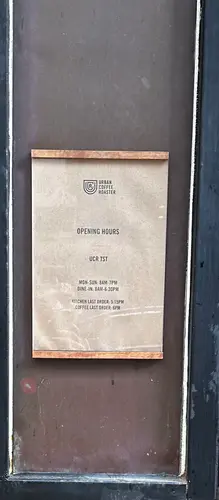 URBAN
COFFEE
ROASTER
OPENING HOURS
UCR TST
MON-SUN: 8AM-7PM
DINE-IN: 8AM-6:30PM
KITCHEN LAST ORDER: 5:15PM
COFFEE LAST ORDER: 6PM